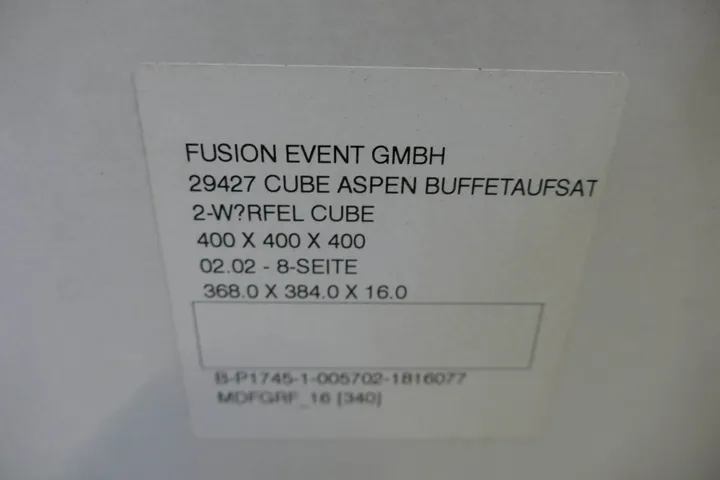 FUSION EVENT GMBH
29427 CUBE ASPEN BUFFETAUFSAT
2-W?RFEL CUBE
400 X 400 X 400
02.02 - 8-SEITE
368.0 X 384.0 X 16.0
B-P1745-1-005702-1816077
MDFGRF_16 [340]